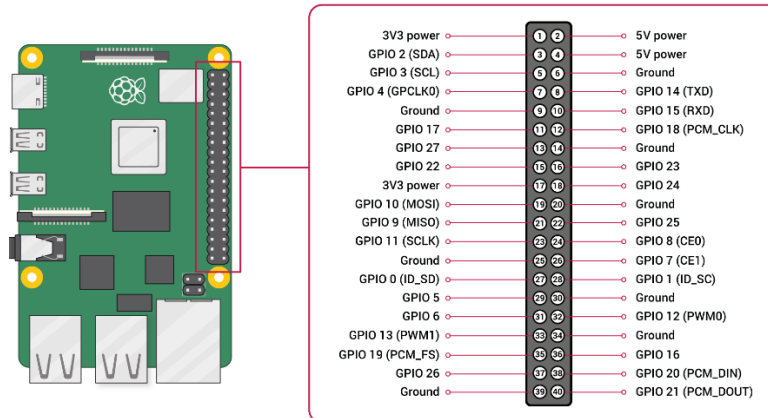 3V3 power 1 2 5V power
GPIO 2 (SDA) 3 4 5V power
GPIO 3 (SCL) 5 6 Ground
GPIO 4 (GPCLK0) 7 8 GPIO 14 (TXD)
Ground 9 10 GPIO 15 (RXD)
GPIO 17 11 12 GPIO 18 (PCM_CLK)
GPIO 27 13 14 Ground
GPIO 22 15 16 GPIO 23
3V3 power 17 18 GPIO 24
GPIO 10 (MOSI) 19 20 Ground
GPIO 9 (MISO) 21 22 GPIO 25
GPIO 11 (SCLK) 23 24 GPIO 8 (CE0)
Ground 25 26 GPIO 7 (CE1)
GPIO 0 (ID_SD) 27 28 GPIO 1 (ID_SC)
GPIO 5 29 30 Ground
GPIO 6 31 32 GPIO 12 (PWM0)
GPIO 13 (PWM1) 33 34 Ground
GPIO 19 (PCM_FS) 35 36 GPIO 16
GPIO 26 37 38 GPIO 20 (PCM_DIN)
Ground 39 40 GPIO 21 (PCM_DOUT)